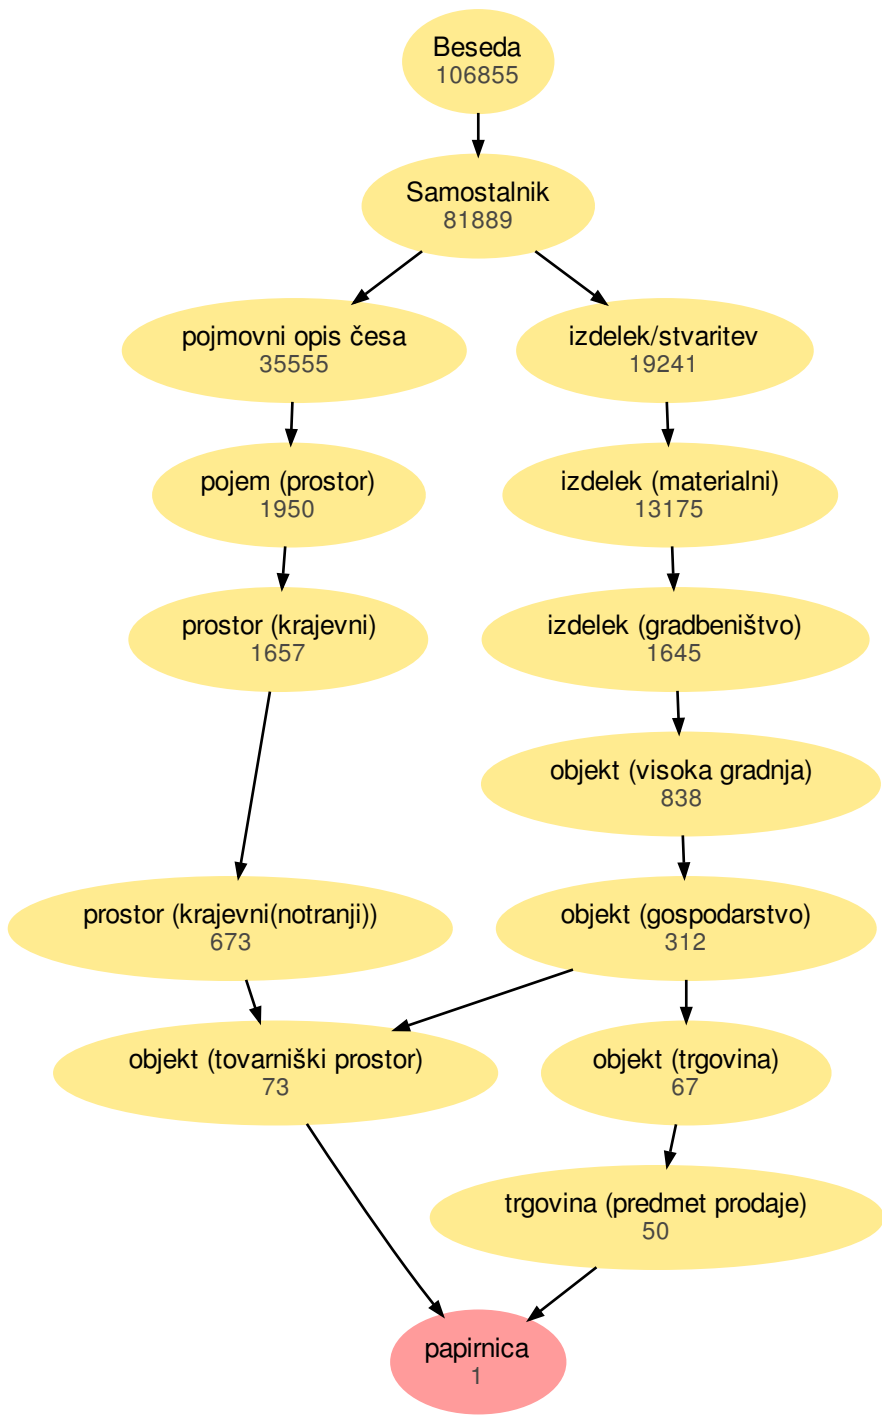 Beseda
106855
Samostalnik
81889
pojmovni opis česa
35555
izdelek/stvaritev
19241
pojem (prostor)
1950
izdelek (materialni)
13175
prostor (krajevni)
1657
izdelek (gradbeništvo)
1645
objekt (visoka gradnja)
838
prostor (krajevni(notranji))
673
objekt (gospodarstvo)
312
objekt (tovarniški prostor)
73
objekt (trgovina)
67
trgovina (predmet prodaje)
50
papirnica
1